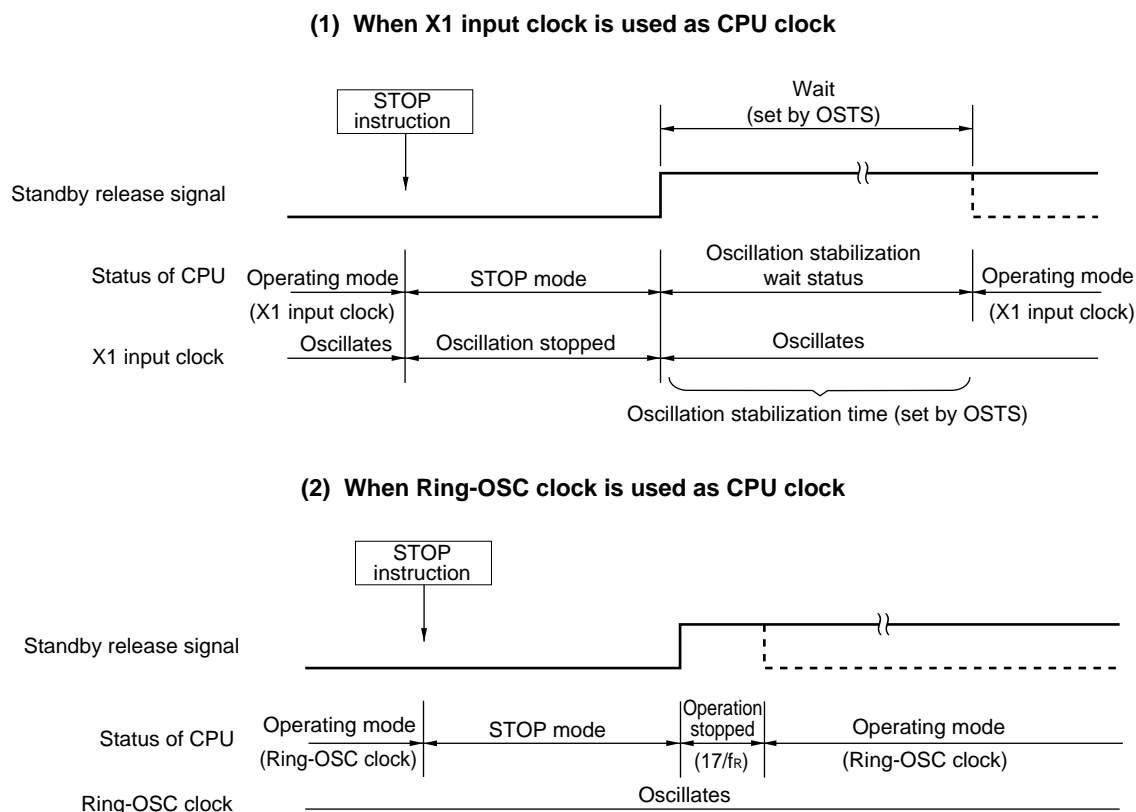 (1) When X1 input clock is used as CPU clock
STOP
instruction
Wait
(set by OSTS)
Standby release signal
Status of CPU
Operating mode
(X1 input clock)
STOP mode
Oscillation stabilization
wait status
Operating mode
(X1 input clock)
X1 input clock
Oscillates
Oscillation stopped
Oscillates
Oscillation stabilization time (set by OSTS)
(2) When Ring-OSC clock is used as CPU clock
STOP
instruction
Standby release signal
Status of CPU
Operating mode
(Ring-OSC clock)
STOP mode
Operation
stopped
(17/fR)
Operating mode
(Ring-OSC clock)
Ring-OSC clock
Oscillates